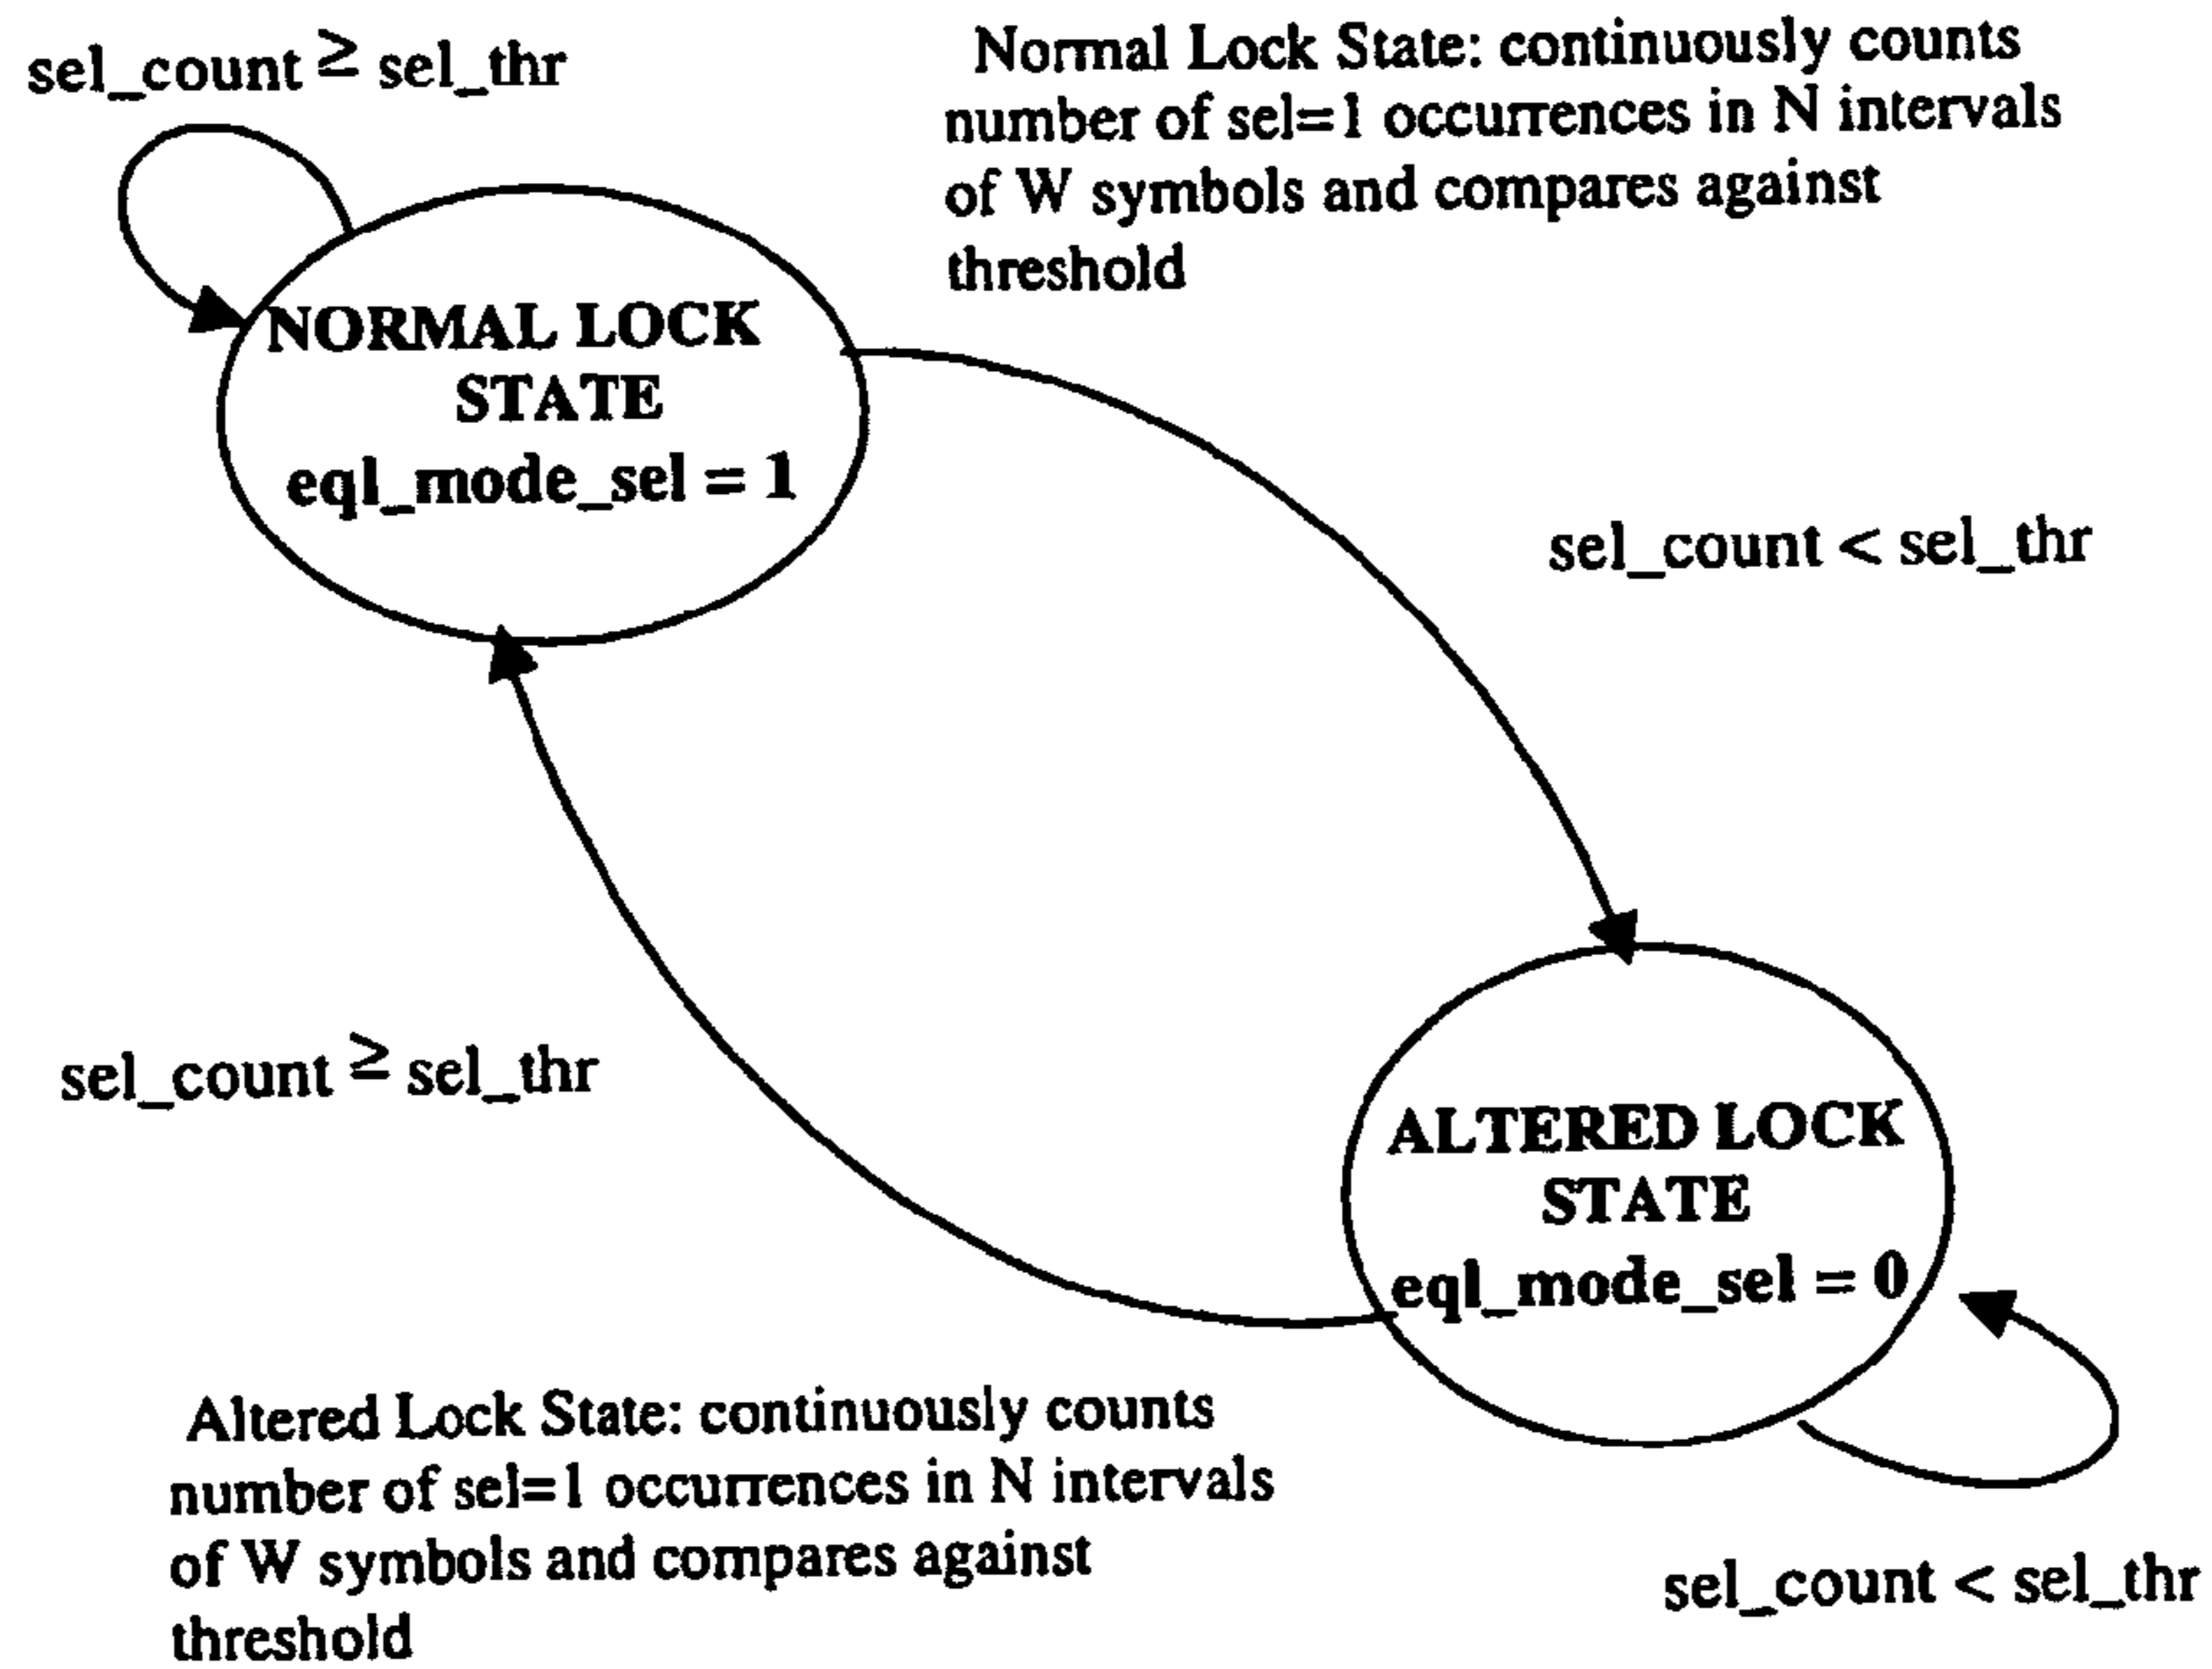 sel_count ≥ sel_thr
Normal Lock State: continuously counts
number of sel=1 occurrences in N intervals
of W symbols and compares against
threshold
NORMAL LOCK
STATE
eql_mode_sel = 1
sel_count < sel_thr
sel_count ≥ sel_thr
ALTERED LOCK
STATE
eql_mode_sel = 0
Altered Lock State: continuously counts
number of sel=1 occurrences in N intervals
of W symbols and compares against
threshold
sel_count < sel_thr